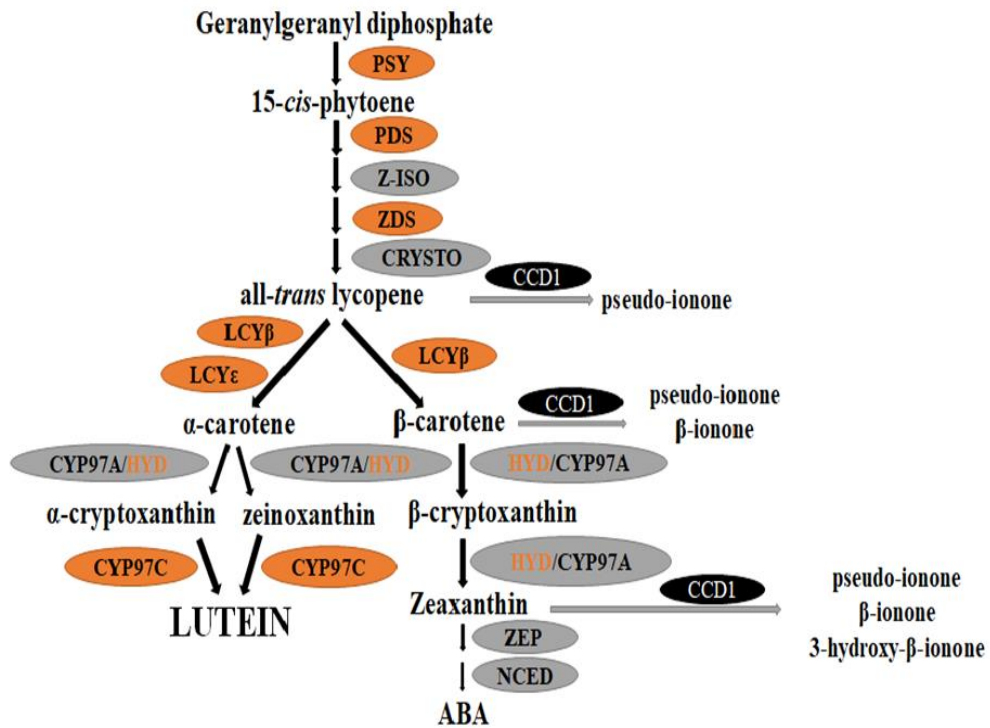 Geranylgeranyl diphosphate
PSY
15-cis-phytoene
PDS
Z-ISO
ZDS
CRYSTO
CCD1
all-trans lycopene
pseudo-ionone
LCYβ
LCYε
LCYβ
CCD1
pseudo-ionone
β-ionone
α-carotene
β-carotene
CYP97A/HYD
CYP97A/HYD
HYD/CYP97A
α-cryptoxanthin
zeinoxanthin
β-cryptoxanthin
CYP97C
CYP97C
HYD/CYP97A
LUTEIN
Zeaxanthin
CCD1
pseudo-ionone
β-ionone
3-hydroxy-β-ionone
ZEP
NCED
ABA